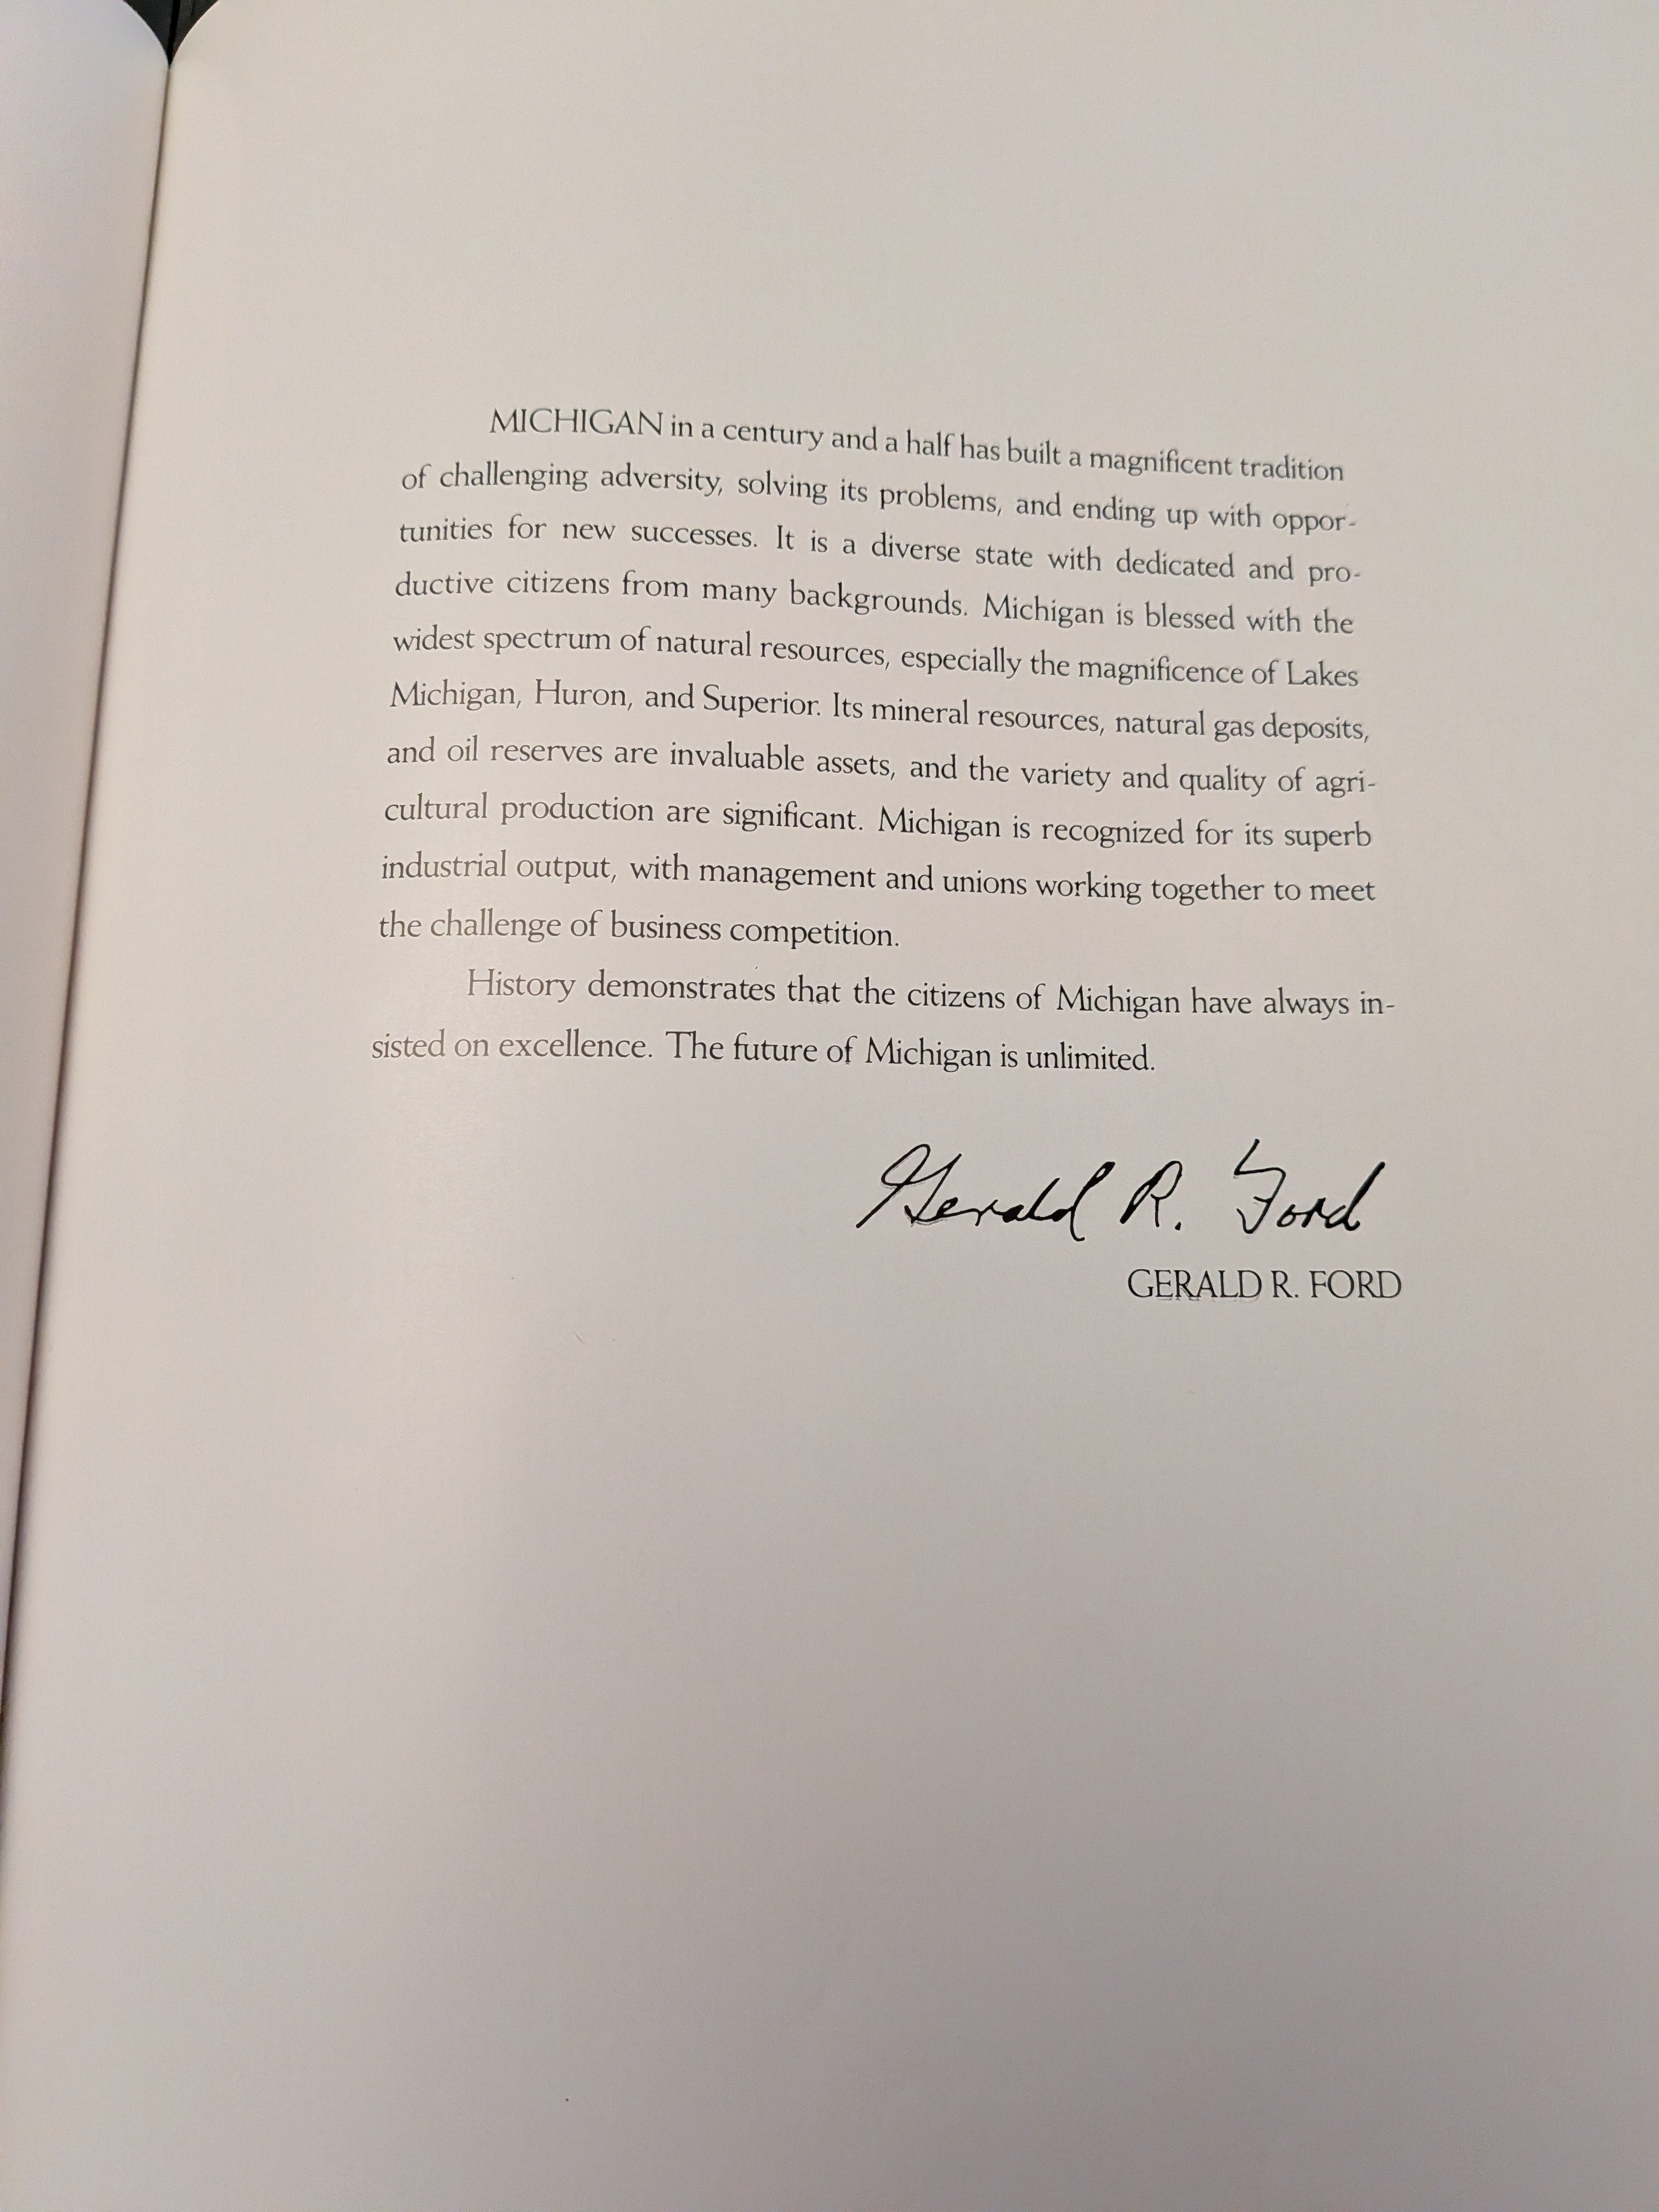 MICHIGAN in a century and a half has built a magnificent tradition
of challenging adversity, solving its problems, and ending up with oppor-
tunities for new successes. It is a diverse state with dedicated and pro-
ductive citizens from many backgrounds. Michigan is blessed with the
widest spectrum of natural resources, especially the magnificence of Lakes
Michigan, Huron, and Superior. Its mineral resources, natural gas deposits,
and oil reserves are invaluable assets, and the variety and quality of agri-
cultural production are significant. Michigan is recognized for its superb
industrial output, with management and unions working together to meet
the challenge of business competition.
History demonstrates that the citizens of Michigan have always in-
sisted on excellence. The future of Michigan is unlimited.
Gerald R. Ford
GERALD R. FORD